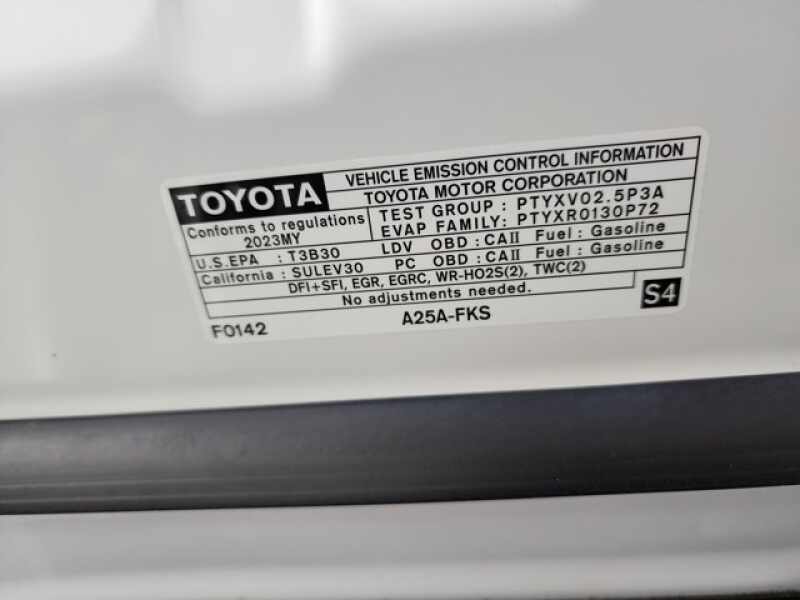 TOYOTA
VEHICLE EMISSION CONTROL INFORMATION
TOYOTA MOTOR CORPORATION
Conforms to regulations
2023MY
TEST GROUP : PTYXV02.5P3A
EVAP FAMILY: PTYXR0130P72
U.S.EPA : T3B30 LDV OBD : CAII Fuel : Gasoline
California : SULEV30 PC OBD : CAII Fuel : Gasoline
DFI+SFI, EGR, EGRC, WR-HO2S(2), TWC(2)
No adjustments needed.
S4
F0142
A25A-FKS